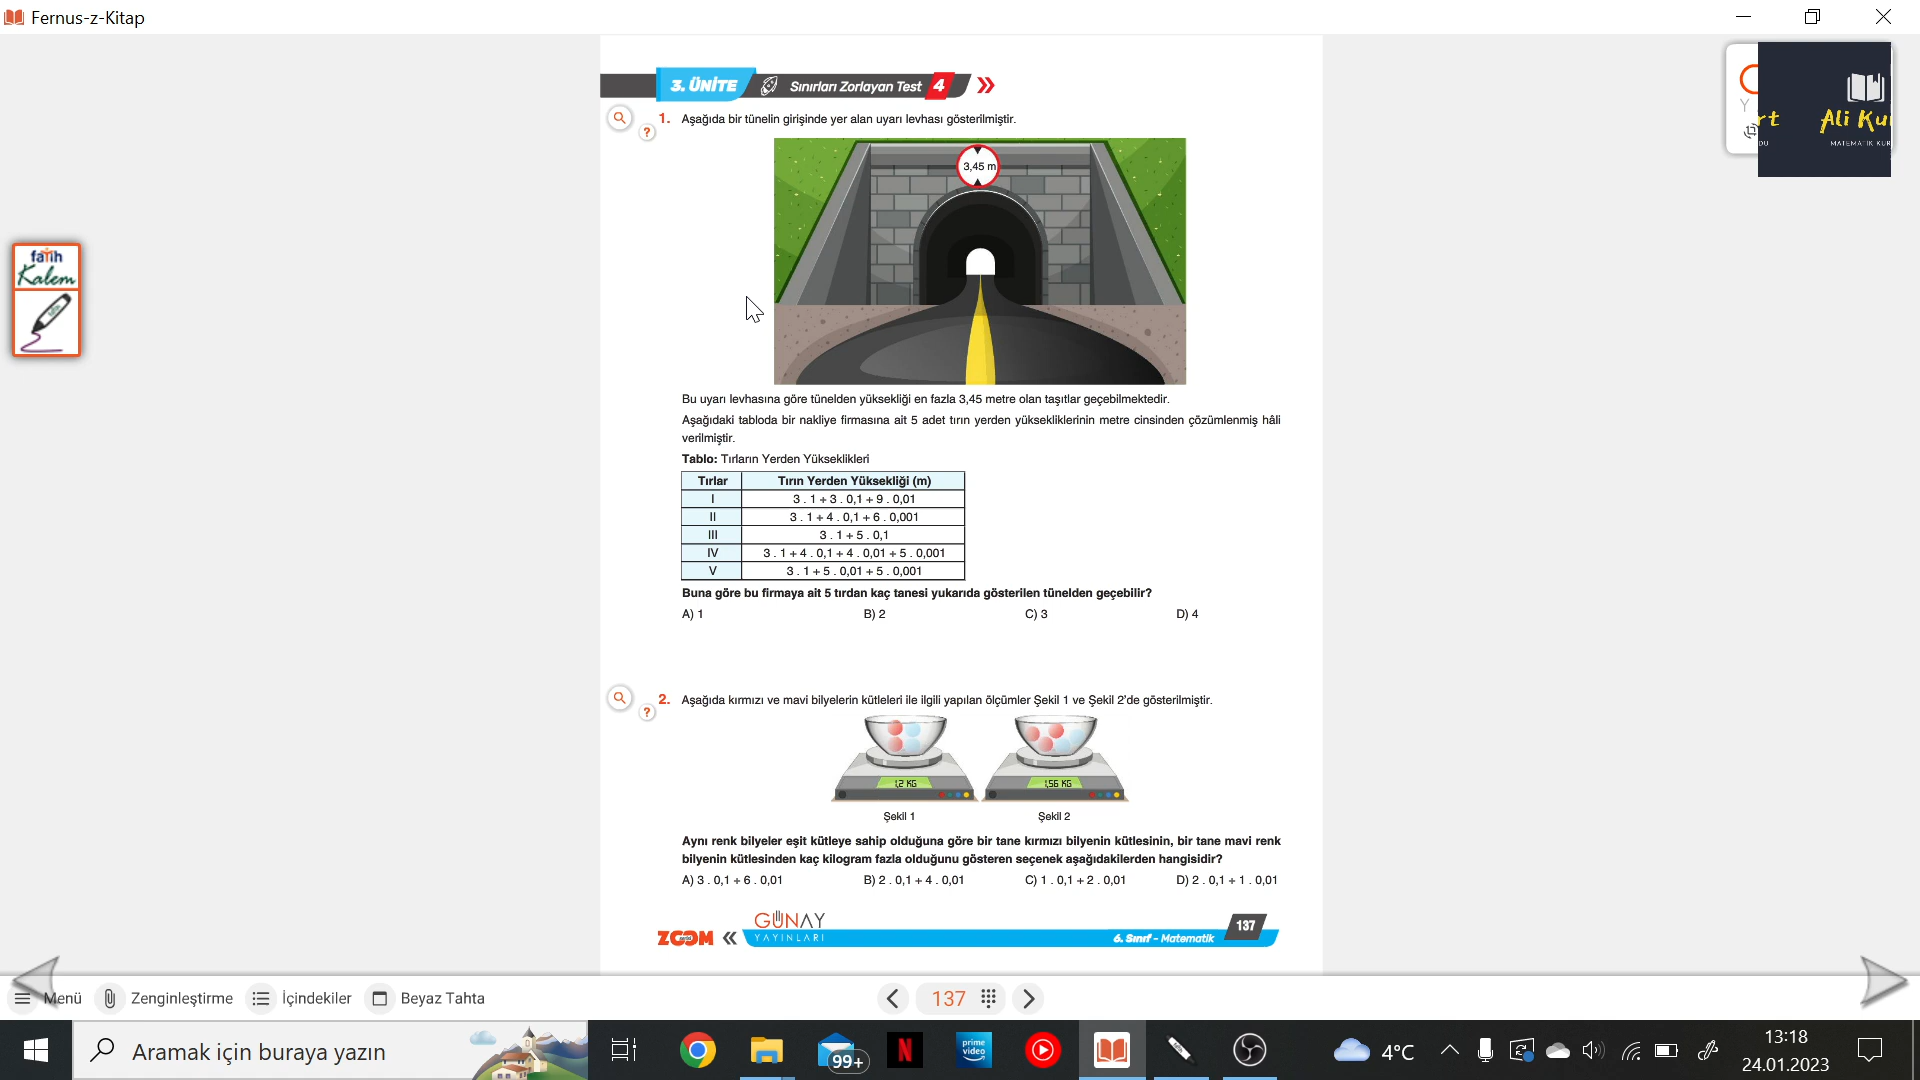 Fernus-z-Kitap
3. ÜNİTE
Sınırları Zorlayan Test 4
1. Aşağıda bir tünelin girişinde yer alan uyarı levhası gösterilmiştir.
3,45 m
Bu uyarı levhasına göre tünelden yüksekliği en fazla 3,45 metre olan taşıtlar geçebilmektedir.
Aşağıdaki tabloda bir nakliye firmasına ait 5 adet tırın yerden yüksekliklerinin metre cinsinden çözümlenmiş hâli
verilmiştir.
Tablo: Tırların Yerden Yükseklikleri
Tırlar Tırın Yerden Yüksekliği (m)
I 3 . 1 + 3 . 0,1 + 9 . 0,01
II 3 . 1 + 4 . 0,1 + 6 . 0,001
III 3 . 1 + 5 . 0,1
IV 3 . 1 + 4 . 0,1 + 4 . 0,01 + 5 . 0,001
V 3 . 1 + 5 . 0,01 + 5 . 0,001
Buna göre bu firmaya ait 5 tırdan kaç tanesi yukarıda gösterilen tünelden geçebilir?
A) 1 B) 2 C) 3 D) 4
2. Aşağıda kırmızı ve mavi bilyelerin kütleleri ile ilgili yapılan ölçümler Şekil 1 ve Şekil 2'de gösterilmiştir.
1,2 KG 1,56 KG
Şekil 1 Şekil 2
Aynı renk bilyeler eşit kütleye sahip olduğuna göre bir tane kırmızı bilyenin kütlesinin, bir tane mavi renk
bilyenin kütlesinden kaç kilogram fazla olduğunu gösteren seçenek aşağıdakilerden hangisidir?
A) 3 . 0,1 + 6 . 0,01 B) 2 . 0,1 + 4 . 0,01 C) 1 . 0,1 + 2 . 0,01 D) 2 . 0,1 + 1 . 0,01
ZOOM
GÜNAY
YAYINLARI
6. Sınıf - Matematik
137
fatih
Kalem
Y
rt Ali Ku
DU MATEMATİK KUR
Menü Zenginleştirme İçindekiler Beyaz Tahta
137
Aramak için buraya yazın
99+
N
prime
video
4°C
13:18
24.01.2023